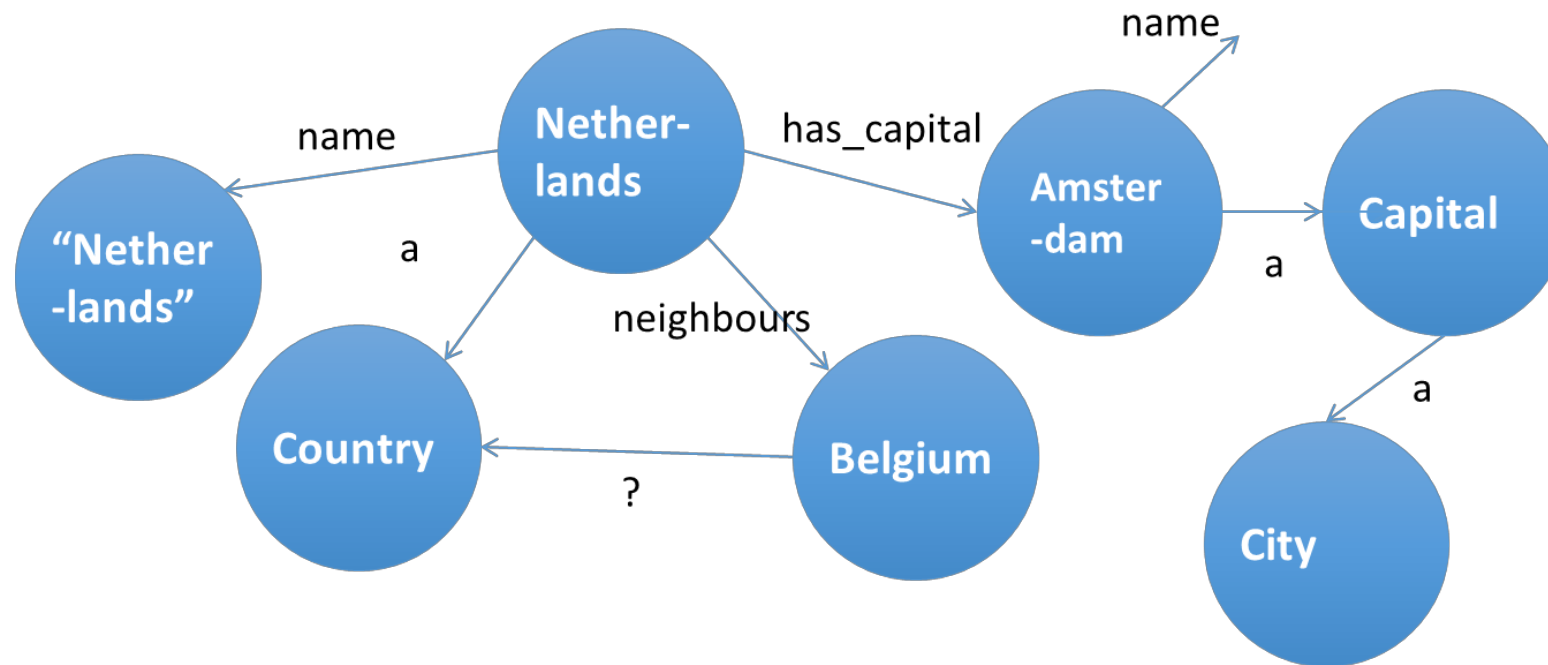 name
Nether-
lands
has_capital
name
Amster
-dam
Capital
“Nether
-lands”
a
a
neighbours
a
Country
Belgium
?
City